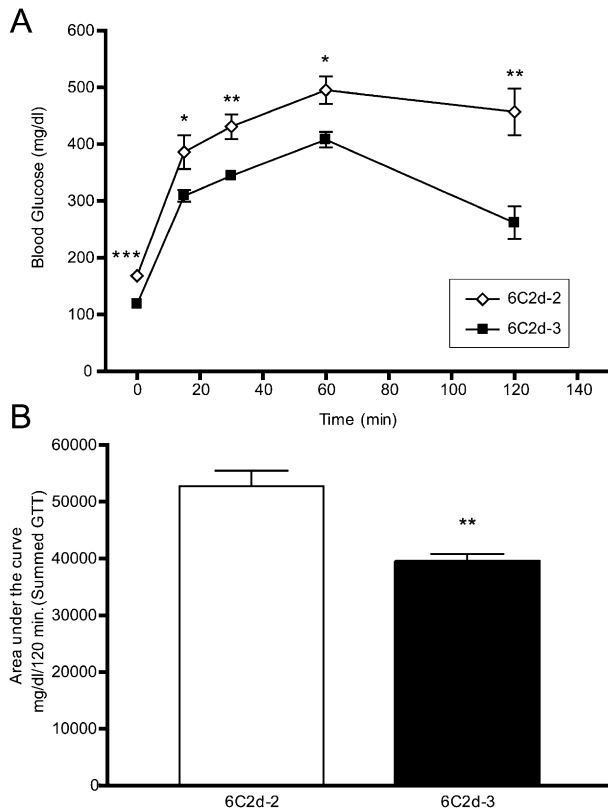 A
600
500
400
300
200
100
0
Blood Glucose (mg/dl)
***
*
**
*
**
6C2d-2
6C2d-3
0 20 40 60 80 100 120 140
Time (min)
B
60000
50000
40000
30000
20000
10000
0
Area under the curve
mg/dl/120 min.(Summed GTT)
**
6C2d-2 6C2d-3